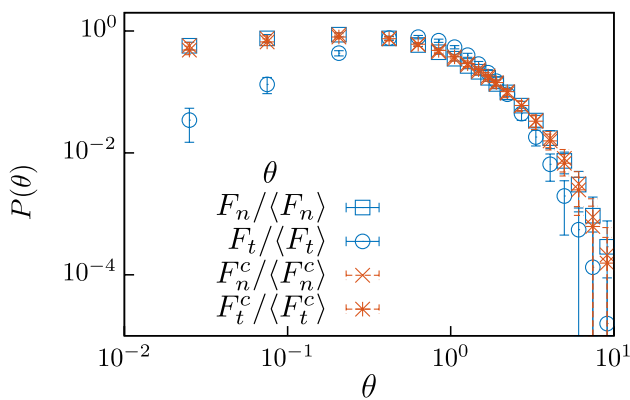 10^0
10^{-2}
10^{-4}
P(θ)
θ
F_n/⟨F_n⟩
F_t/⟨F_t⟩
F_n^c/⟨F_n^c⟩
F_t^c/⟨F_t^c⟩
10^{-2} 10^{-1} 10^0 10^1
θ